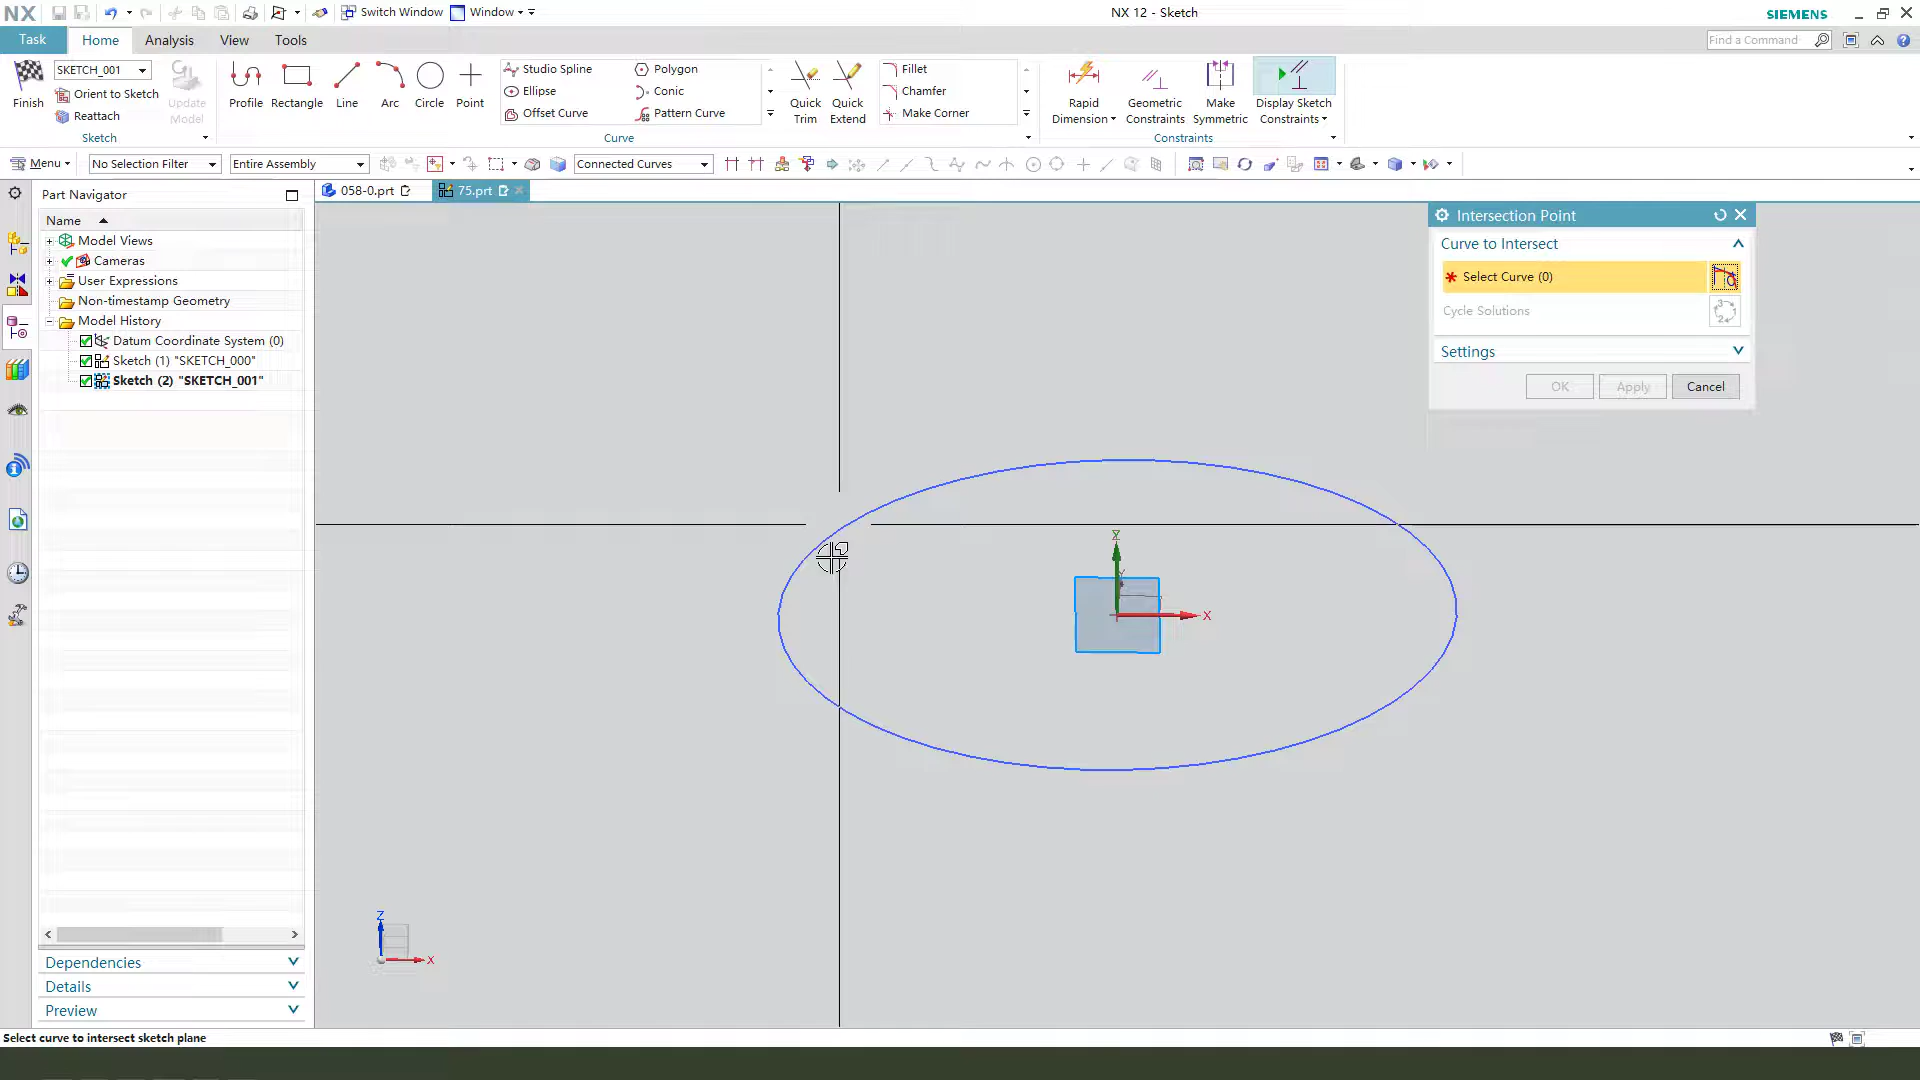 NX
Switch Window
Window
NX 12 - Sketch
SIEMENS
Task
Home
Analysis
View
Tools
Find a Command
Finish
SKETCH_001
Orient to Sketch
Reattach
Update Model
Profile
Rectangle
Line
Arc
Circle
Point
Studio Spline
Ellipse
Offset Curve
Polygon
Conic
Pattern Curve
Quick Trim
Quick Extend
Fillet
Chamfer
Make Corner
Rapid Dimension
Geometric Constraints
Make Symmetric
Display Sketch Constraints
Sketch
Curve
Constraints
Menu
No Selection Filter
Entire Assembly
Connected Curves
Part Navigator
058-0.prt
75.prt
Name
Model Views
Cameras
User Expressions
Non-timestamp Geometry
Model History
Datum Coordinate System (0)
Sketch (1) "SKETCH_000"
Sketch (2) "SKETCH_001"
Intersection Point
Curve to Intersect
Select Curve (0)
Cycle Solutions
Settings
OK
Apply
Cancel
Y
X
Z
X
Dependencies
Details
Preview
Select curve to intersect sketch plane